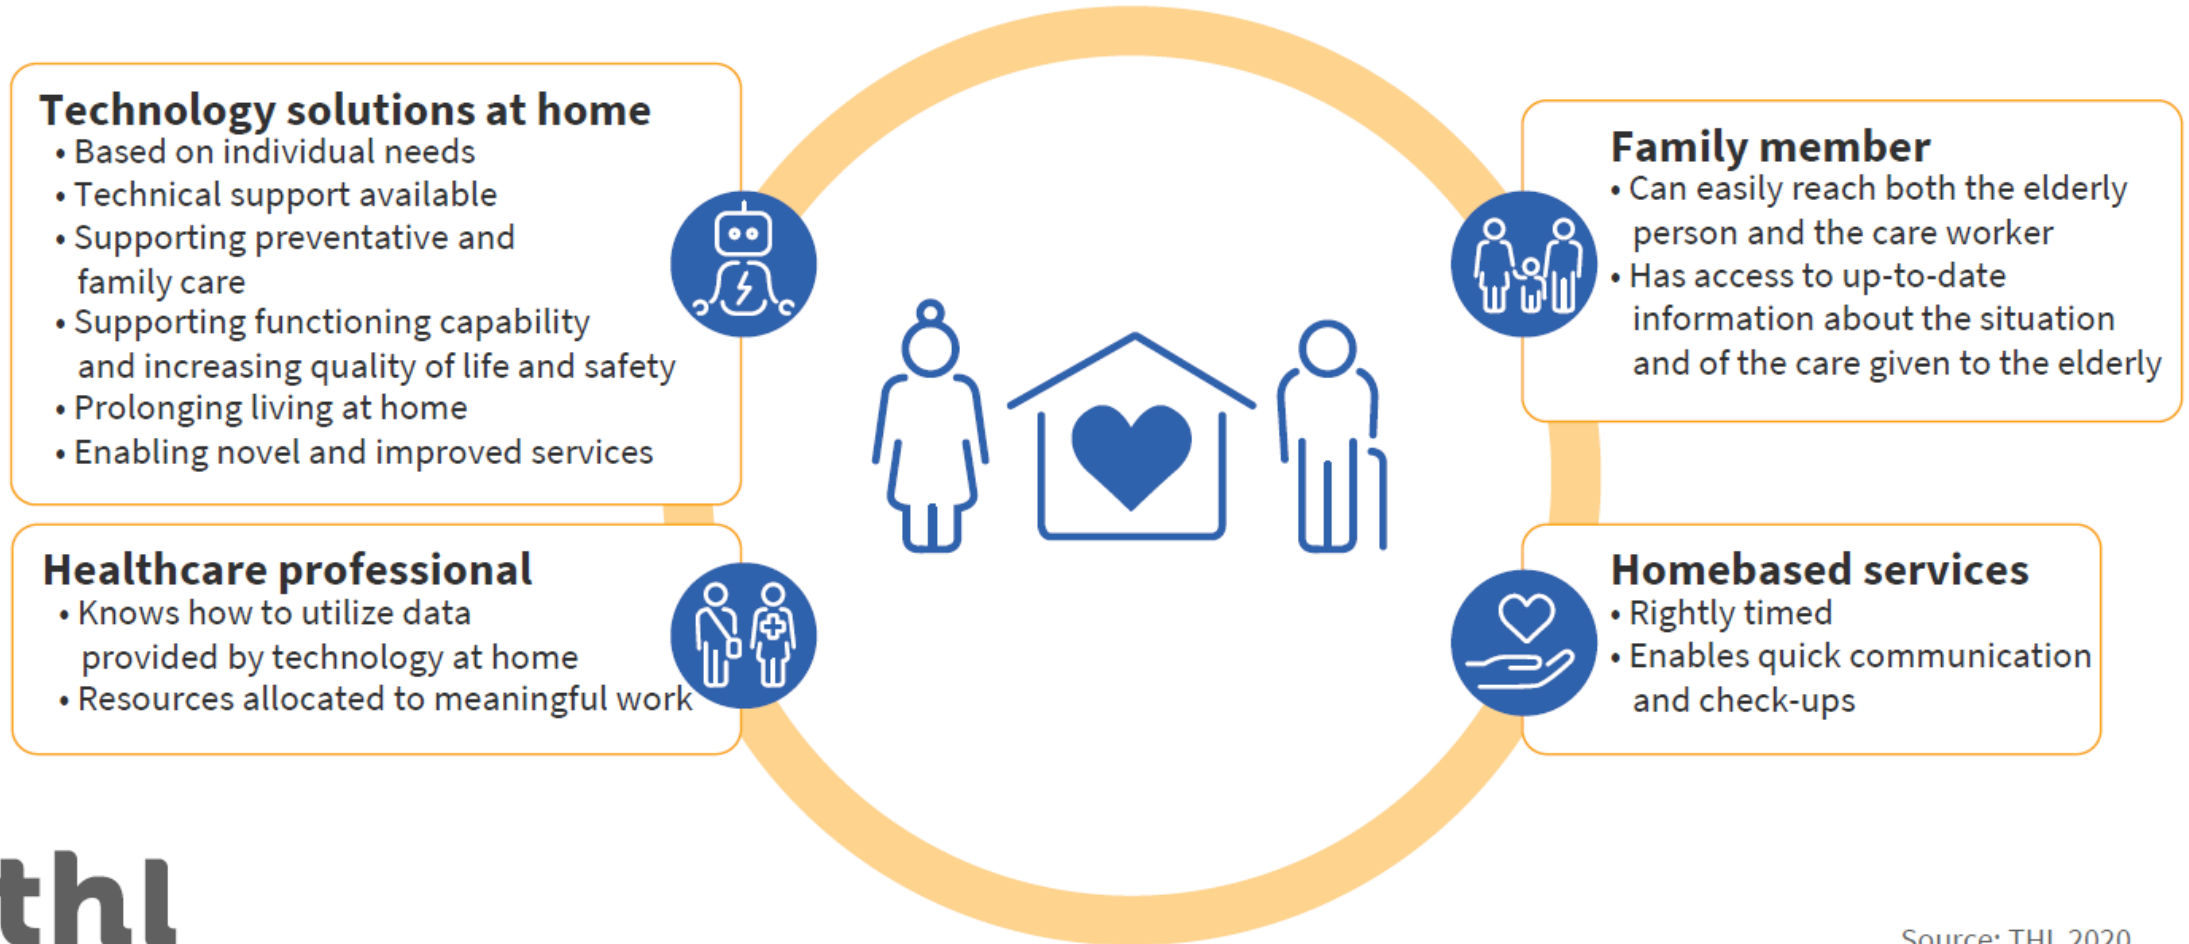 Technology solutions at home
• Based on individual needs
• Technical support available
• Supporting preventative and
family care
• Supporting functioning capability
and increasing quality of life and safety
• Prolonging living at home
• Enabling novel and improved services
Healthcare professional
• Knows how to utilize data
provided by technology at home
• Resources allocated to meaningful work
Family member
• Can easily reach both the elderly
person and the care worker
• Has access to up-to-date
information about the situation
and of the care given to the elderly
Homebased services
• Rightly timed
• Enables quick communication
and check-ups
thl
Source: THL 2020